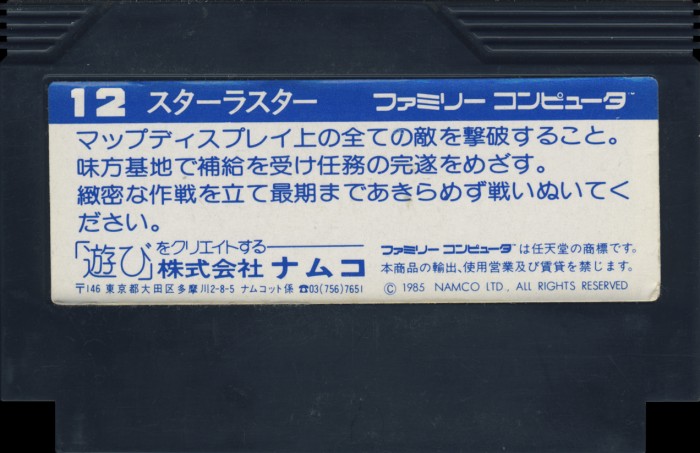 12 スターラスター ファミリー コンピュータ™
マップディスプレイ上の全ての敵を撃破すること。
味方基地で補給を受け任務の完遂をめざす。
緻密な作戦を立て最期まであきらめず戦いぬいてく
ださい。
「遊び」をクリエイトする
株式会社 ナムコ
〒146 東京都大田区多摩川2-8-5 ナムコット係 ☎03(756)7651
ファミリー コンピュータ™は任天堂の商標です。
本商品の輸出、使用営業及び賃貸を禁じます。
© 1985 NAMCO LTD., ALL RIGHTS RESERVED